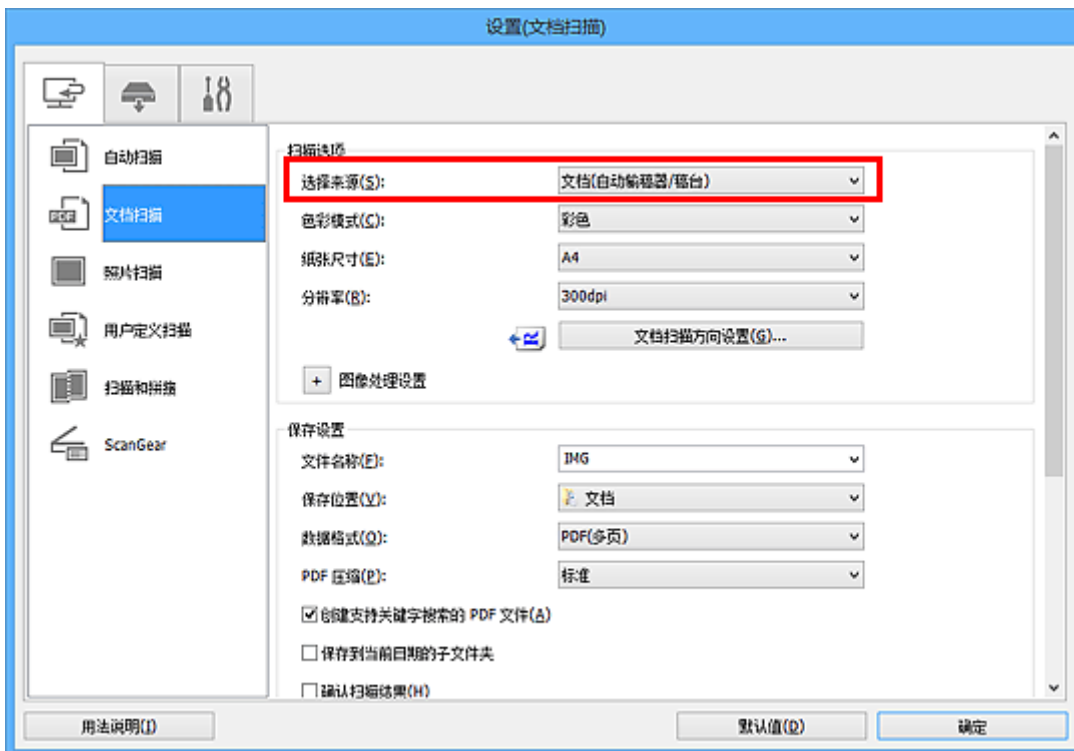 设置(文档扫描)
自动扫描
文档扫描
照片扫描
用户定义扫描
扫描和拼缩
ScanGear
扫描选项
选择来源(S): 文档(自动输稿器/稿台)
色彩模式(C): 彩色
纸张尺寸(E): A4
分辨率(R): 300dpi
文档扫描方向设置(G)...
+ 图像处理设置
保存设置
文件名称(F): IMG
保存位置(V): 文档
数据格式(O): PDF(多页)
PDF 压缩(P): 标准
创建支持关键字搜索的 PDF 文件(A)
保存到当前日期的子文件夹
确认扫描结果(H)
用法说明(I)
默认值(D)
确定
PDF